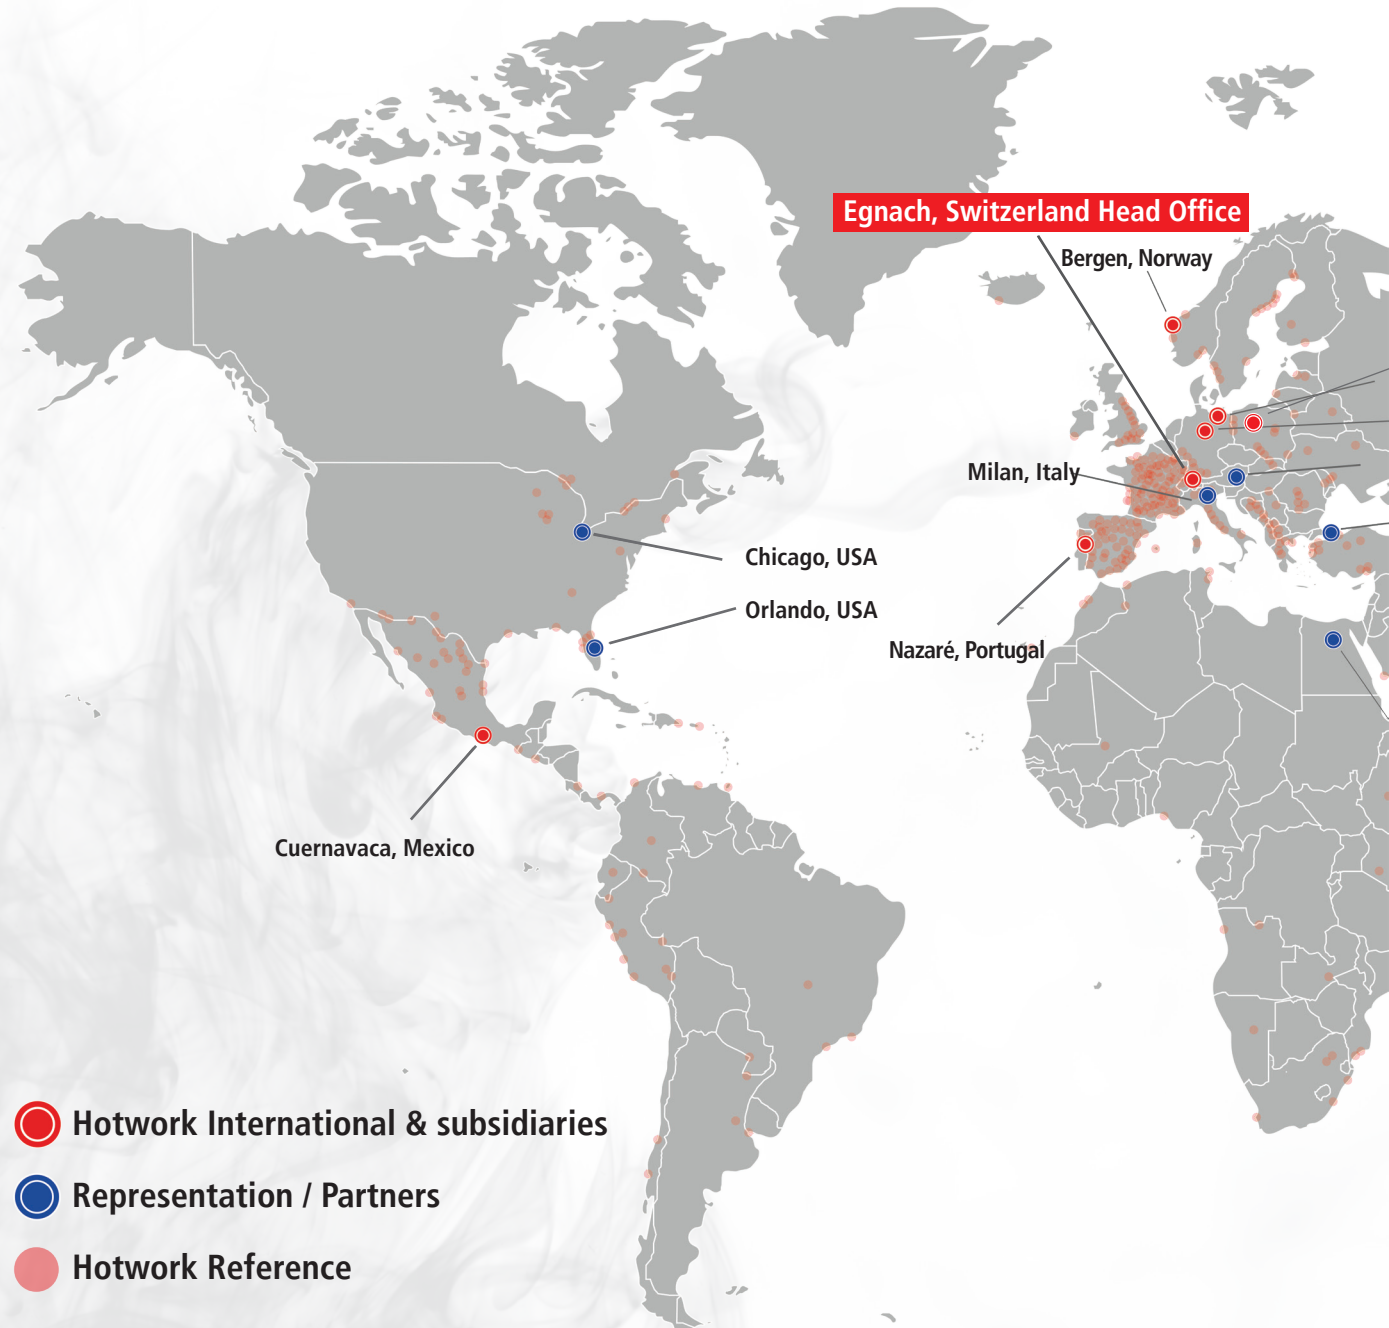 Egnach, Switzerland Head Office
Bergen, Norway
Milan, Italy
Chicago, USA
Orlando, USA
Nazaré, Portugal
Cuernavaca, Mexico
Hotwork International & subsidiaries
Representation / Partners
Hotwork Reference